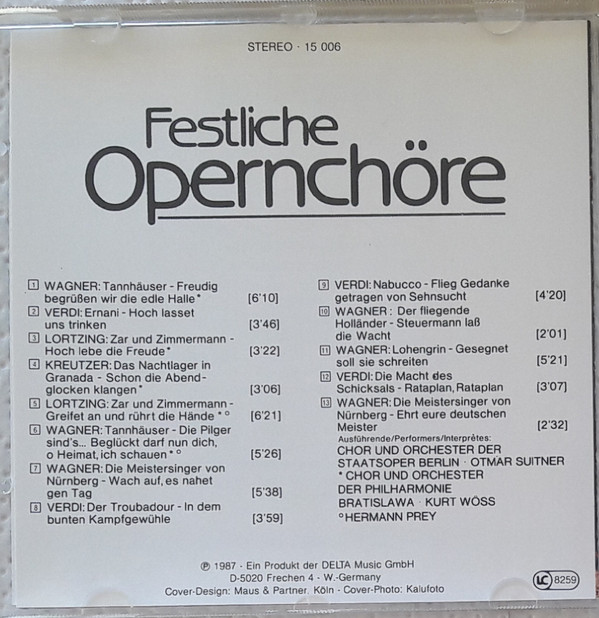 STEREO · 15 006
Festliche
Opernchöre
1 WAGNER: Tannhäuser - Freudig
begrüßen wir die edle Halle* [6'10]
2 VERDI: Ernani - Hoch lasset
uns trinken [3'46]
3 LORTZING: Zar und Zimmermann -
Hoch lebe die Freude* [3'22]
4 KREUTZER: Das Nachtlager in
Granada - Schon die Abend-
glocken klangen* [3'06]
5 LORTZING: Zar und Zimmermann -
Greifet an und rührt die Hände *° [6'21]
6 WAGNER: Tannhäuser - Die Pilger
sind's... Beglückt darf nun dich,
o Heimat, ich schauen *° [5'26]
7 WAGNER: Die Meistersinger von
Nürnberg - Wach auf, es nahet
gen Tag [5'38]
8 VERDI: Der Troubadour - In dem
bunten Kampfgewühle [3'59]
9 VERDI: Nabucco - Flieg Gedanke
getragen von Sehnsucht [4'20]
10 WAGNER: Der fliegende
Holländer - Steuermann laß
die Wacht [2'01]
11 WAGNER: Lohengrin - Gesegnet
soll sie schreiten [5'21]
12 VERDI: Die Macht des
Schicksals - Rataplan, Rataplan [3'07]
13 WAGNER: Die Meistersinger von
Nürnberg - Ehrt eure deutschen
Meister [2'32]
Ausführende/Performers/Interprètes:
CHOR UND ORCHESTER DER
STAATSOPER BERLIN · OTMAR SUITNER
* CHOR UND ORCHESTER
DER PHILHARMONIE
BRATISLAWA · KURT WÖSS
° HERMANN PREY
℗ 1987 · Ein Produkt der DELTA Music GmbH
D-5020 Frechen 4 · W.-Germany
Cover-Design: Maus & Partner, Köln · Cover-Photo: Kalufoto
LC 8259